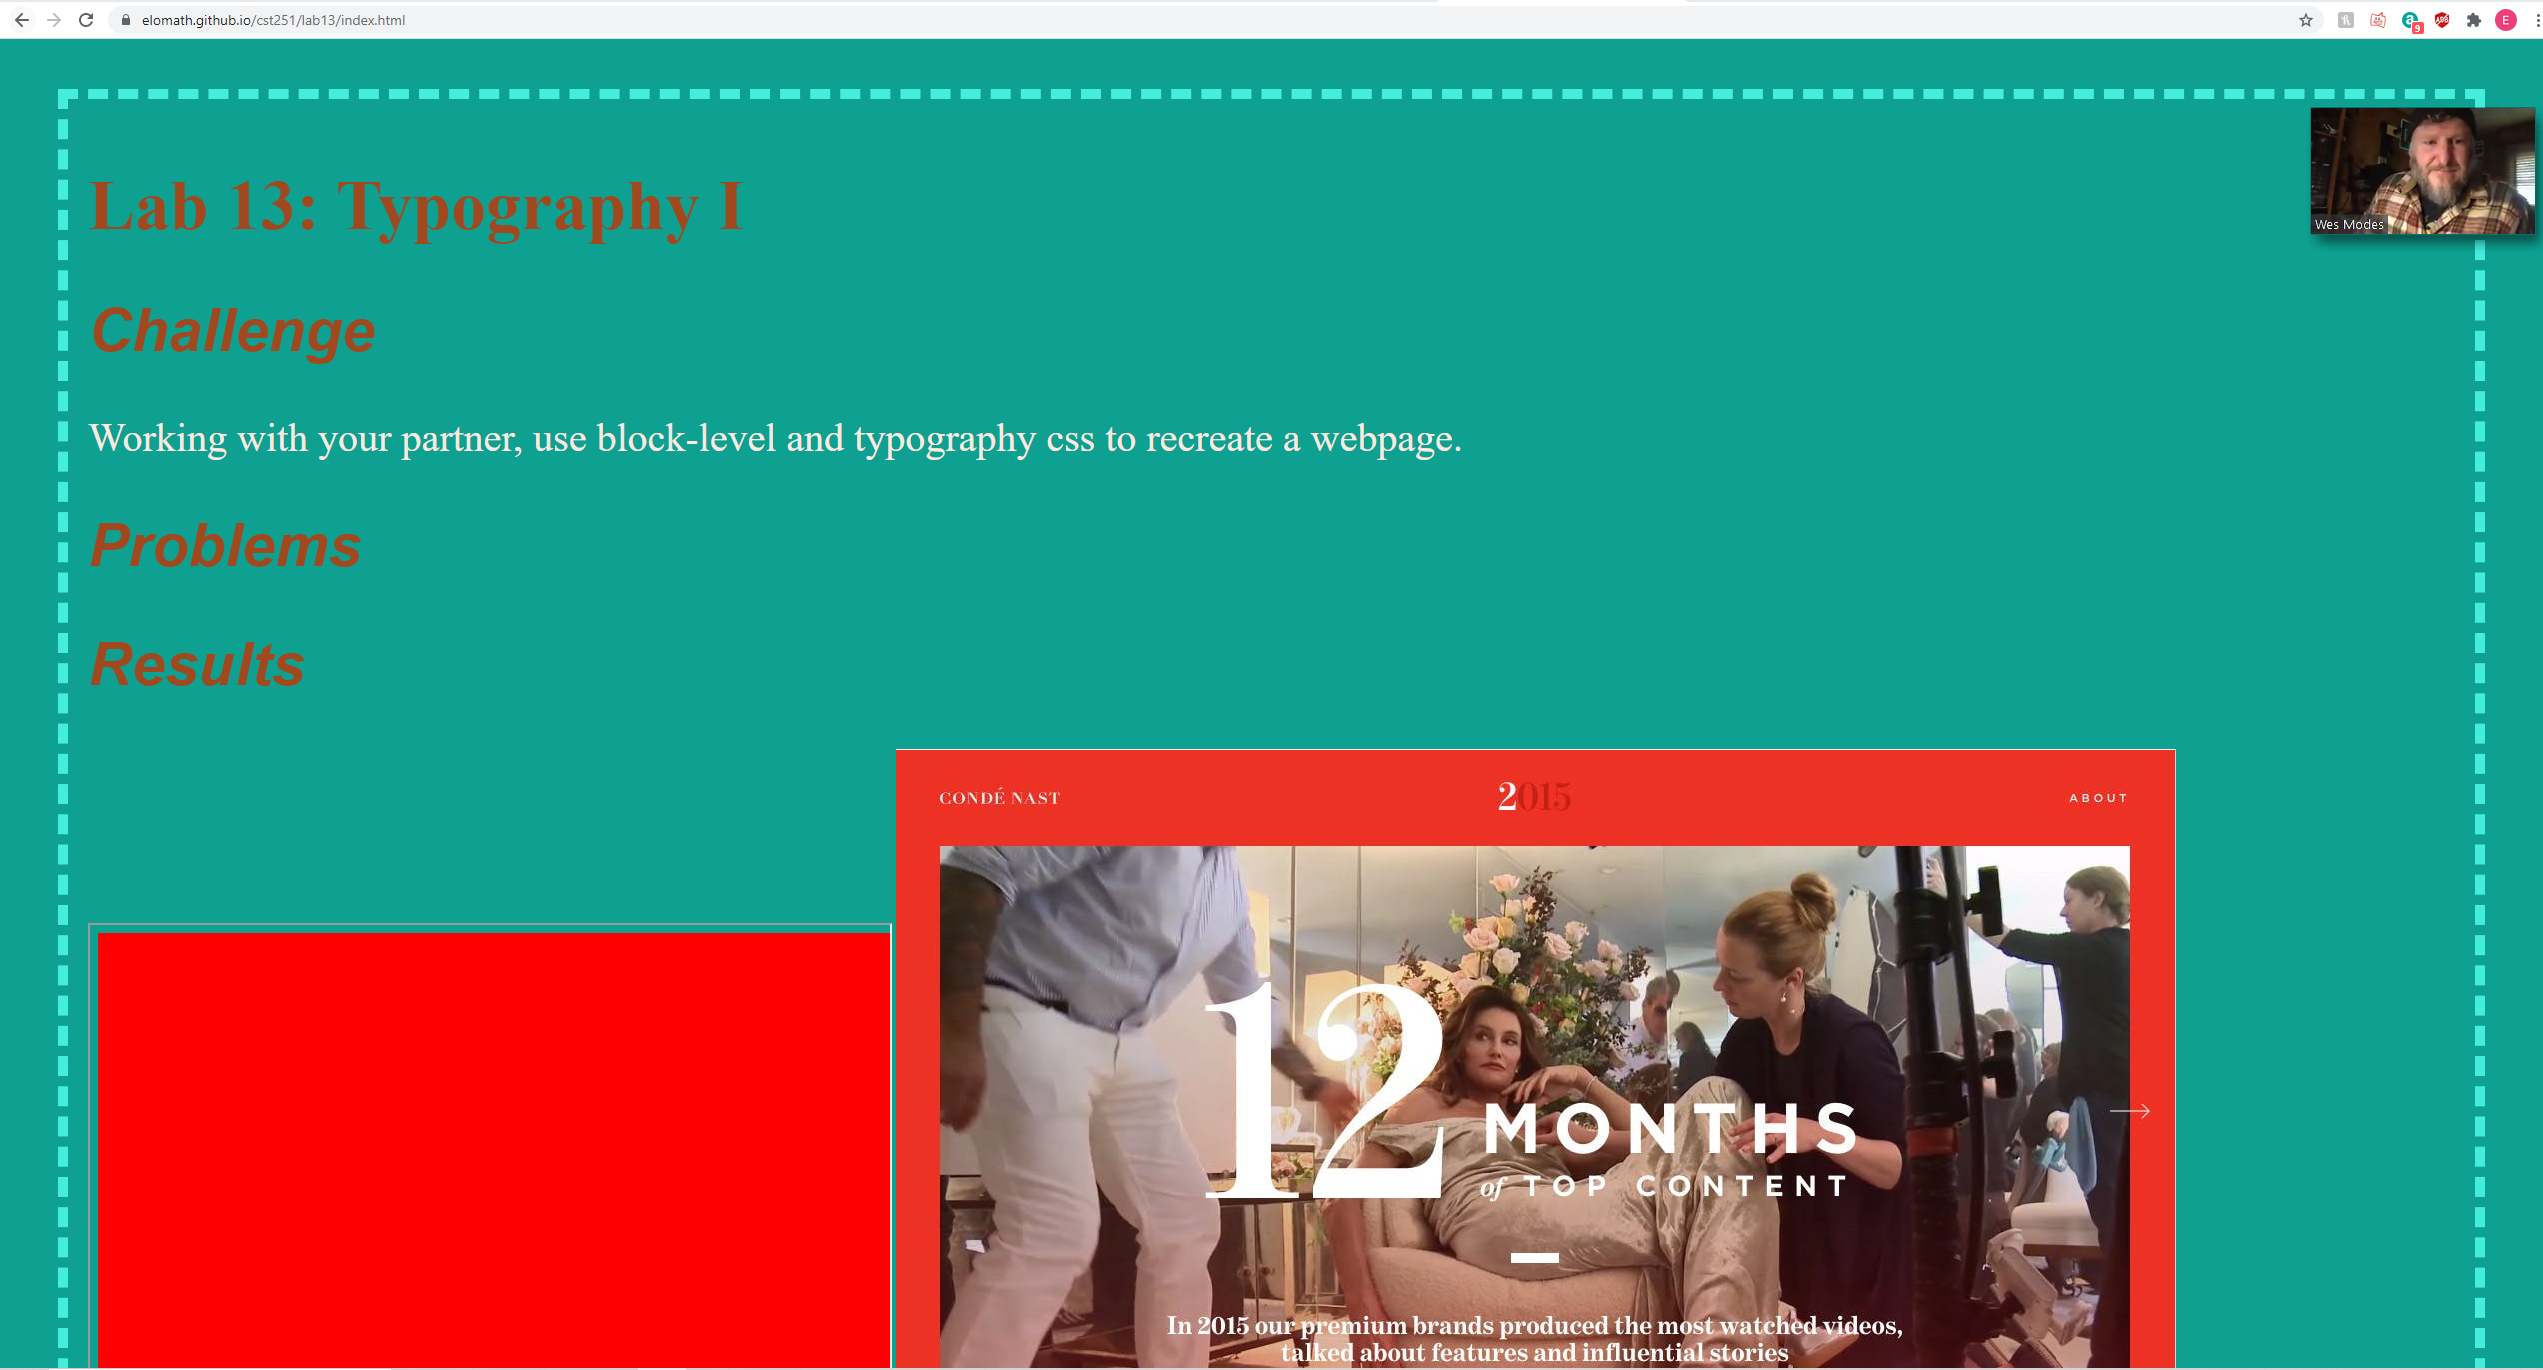 elomath.github.io/cst251/lab13/index.html
9
ABP
E
Wes Modes
Lab 13: Typography I
Challenge
Working with your partner, use block-level and typography css to recreate a webpage.
Problems
Results
CONDÉ NAST
2015
ABOUT
12
MONTHS
of TOP CONTENT
In 2015 our premium brands produced the most watched videos,
talked about features and influential stories